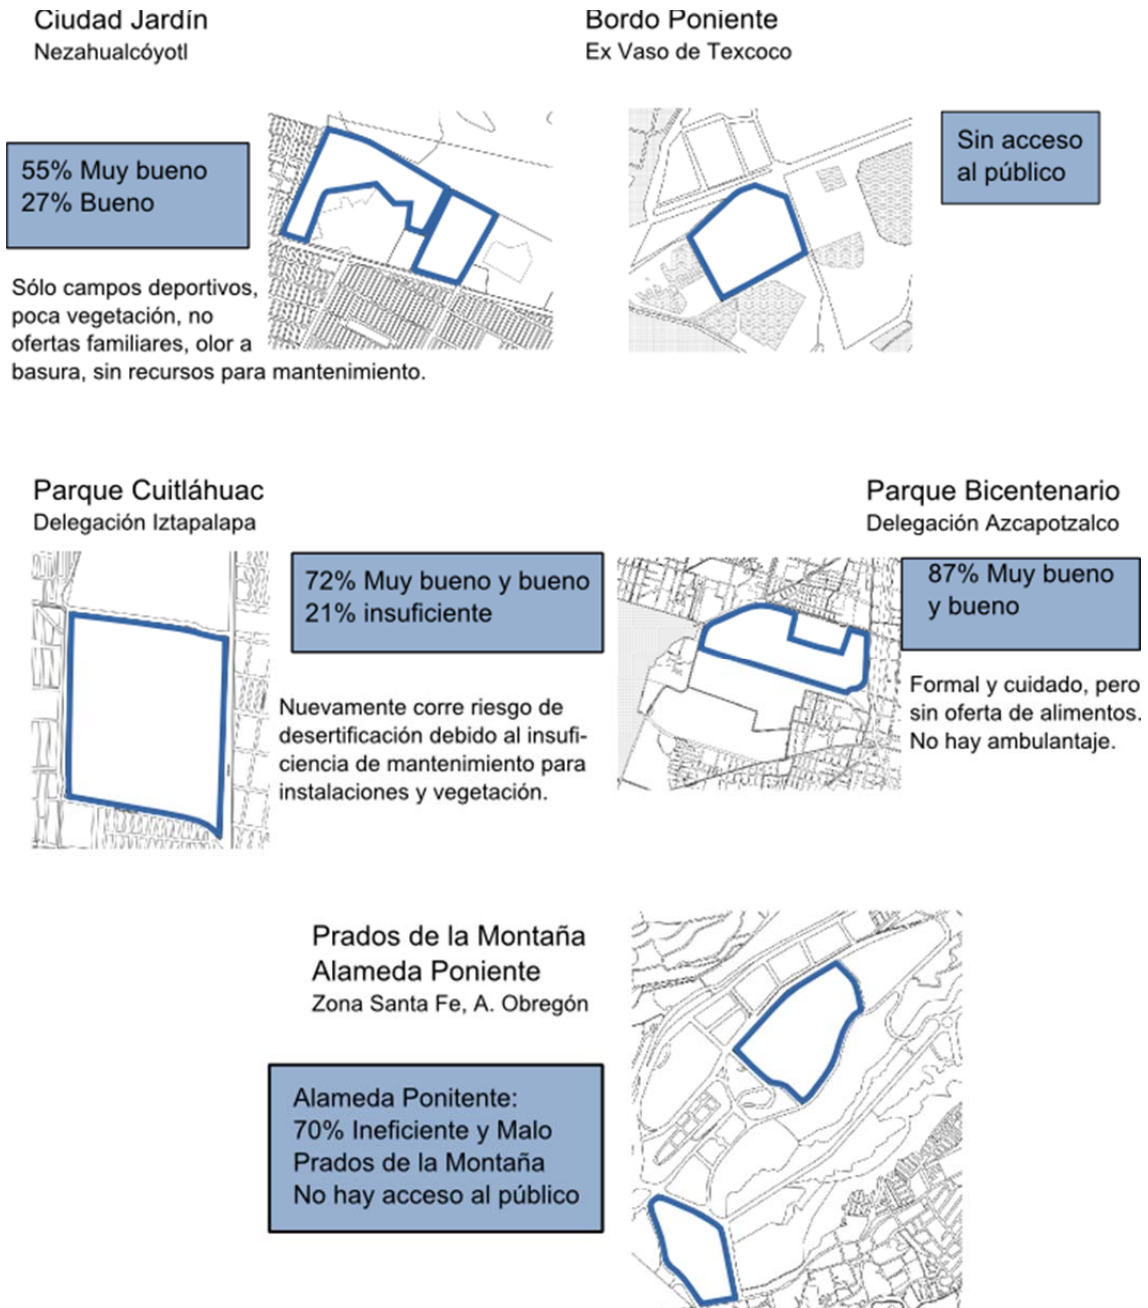 Ciudad Jardín
Nezahualcóyotl
Bordo Poniente
Ex Vaso de Texcoco
55% Muy bueno
27% Bueno
Sin acceso
al público
Sólo campos deportivos,
poca vegetación, no
ofertas familiares, olor a
basura, sin recursos para mantenimiento.
Parque Cuitláhuac
Delegación Iztapalapa
Parque Bicentenario
Delegación Azcapotzalco
72% Muy bueno y bueno
21% insuficiente
87% Muy bueno
y bueno
Nuevamente corre riesgo de
desertificación debido al insufi-
ciencia de mantenimiento para
instalaciones y vegetación.
Formal y cuidado, pero
sin oferta de alimentos.
No hay ambulantaje.
Prados de la Montaña
Alameda Poniente
Zona Santa Fe, A. Obregón
Alameda Ponitente:
70% Ineficiente y Malo
Prados de la Montaña
No hay acceso al público